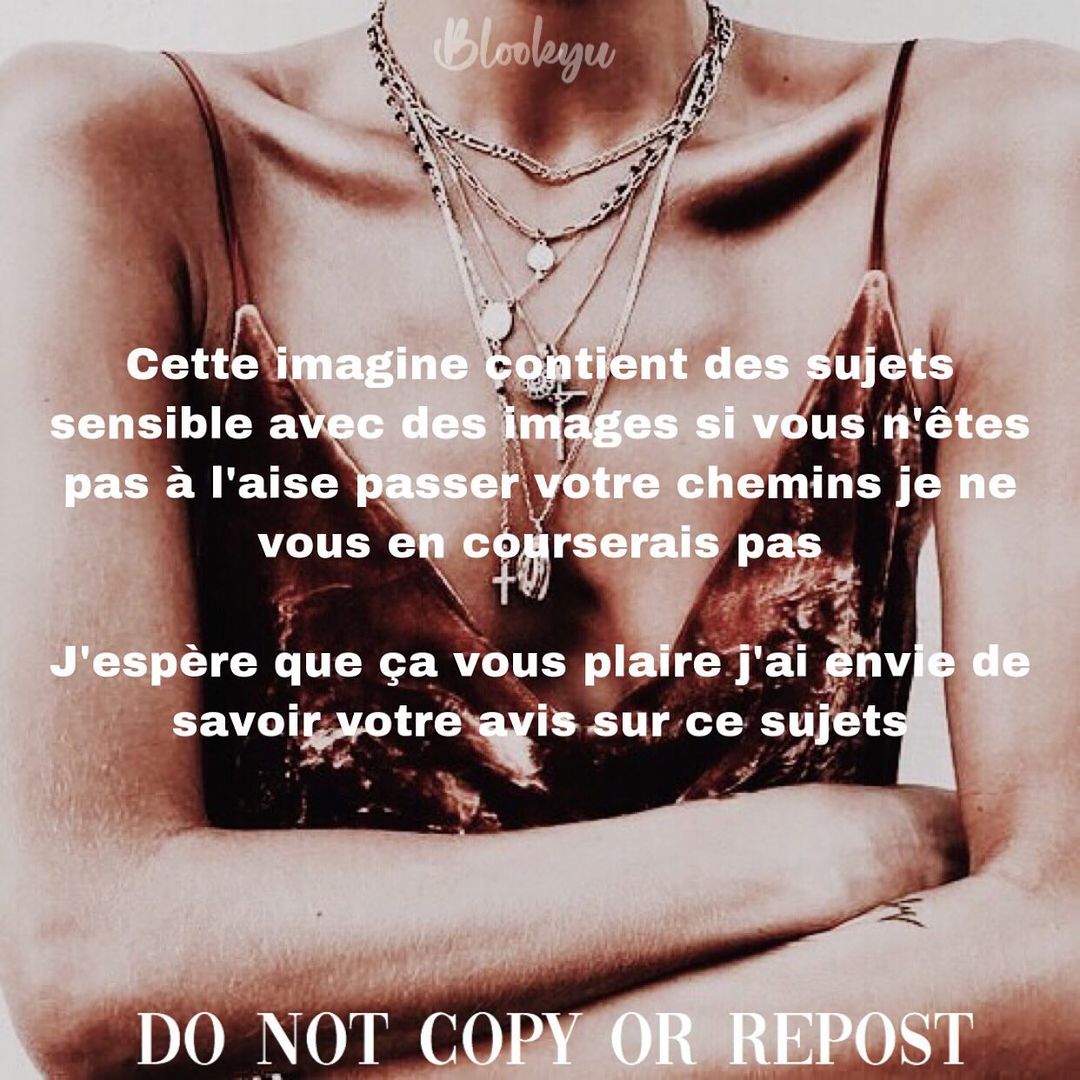 Blookyu
Cette imagine contient des sujets
sensible avec des images si vous n'êtes
pas à l'aise passer votre chemins je ne
vous en courserais pas
J'espère que ça vous plaire j'ai envie de
savoir votre avis sur ce sujets
DO NOT COPY OR REPOST